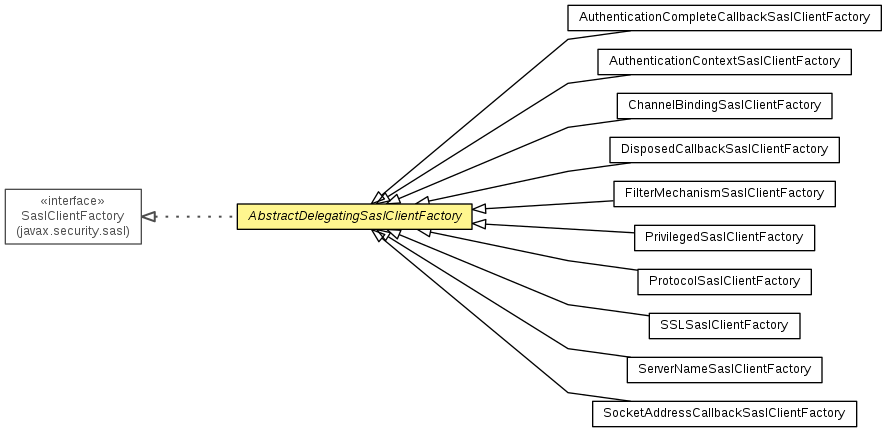 AuthenticationCompleteCallbackSaslClientFactory
AuthenticationContextSaslClientFactory
ChannelBindingSaslClientFactory
DisposedCallbackSaslClientFactory
«interface»
SaslClientFactory
(javax.security.sasl)
AbstractDelegatingSaslClientFactory
FilterMechanismSaslClientFactory
PrivilegedSaslClientFactory
ProtocolSaslClientFactory
SSLSaslClientFactory
ServerNameSaslClientFactory
SocketAddressCallbackSaslClientFactory